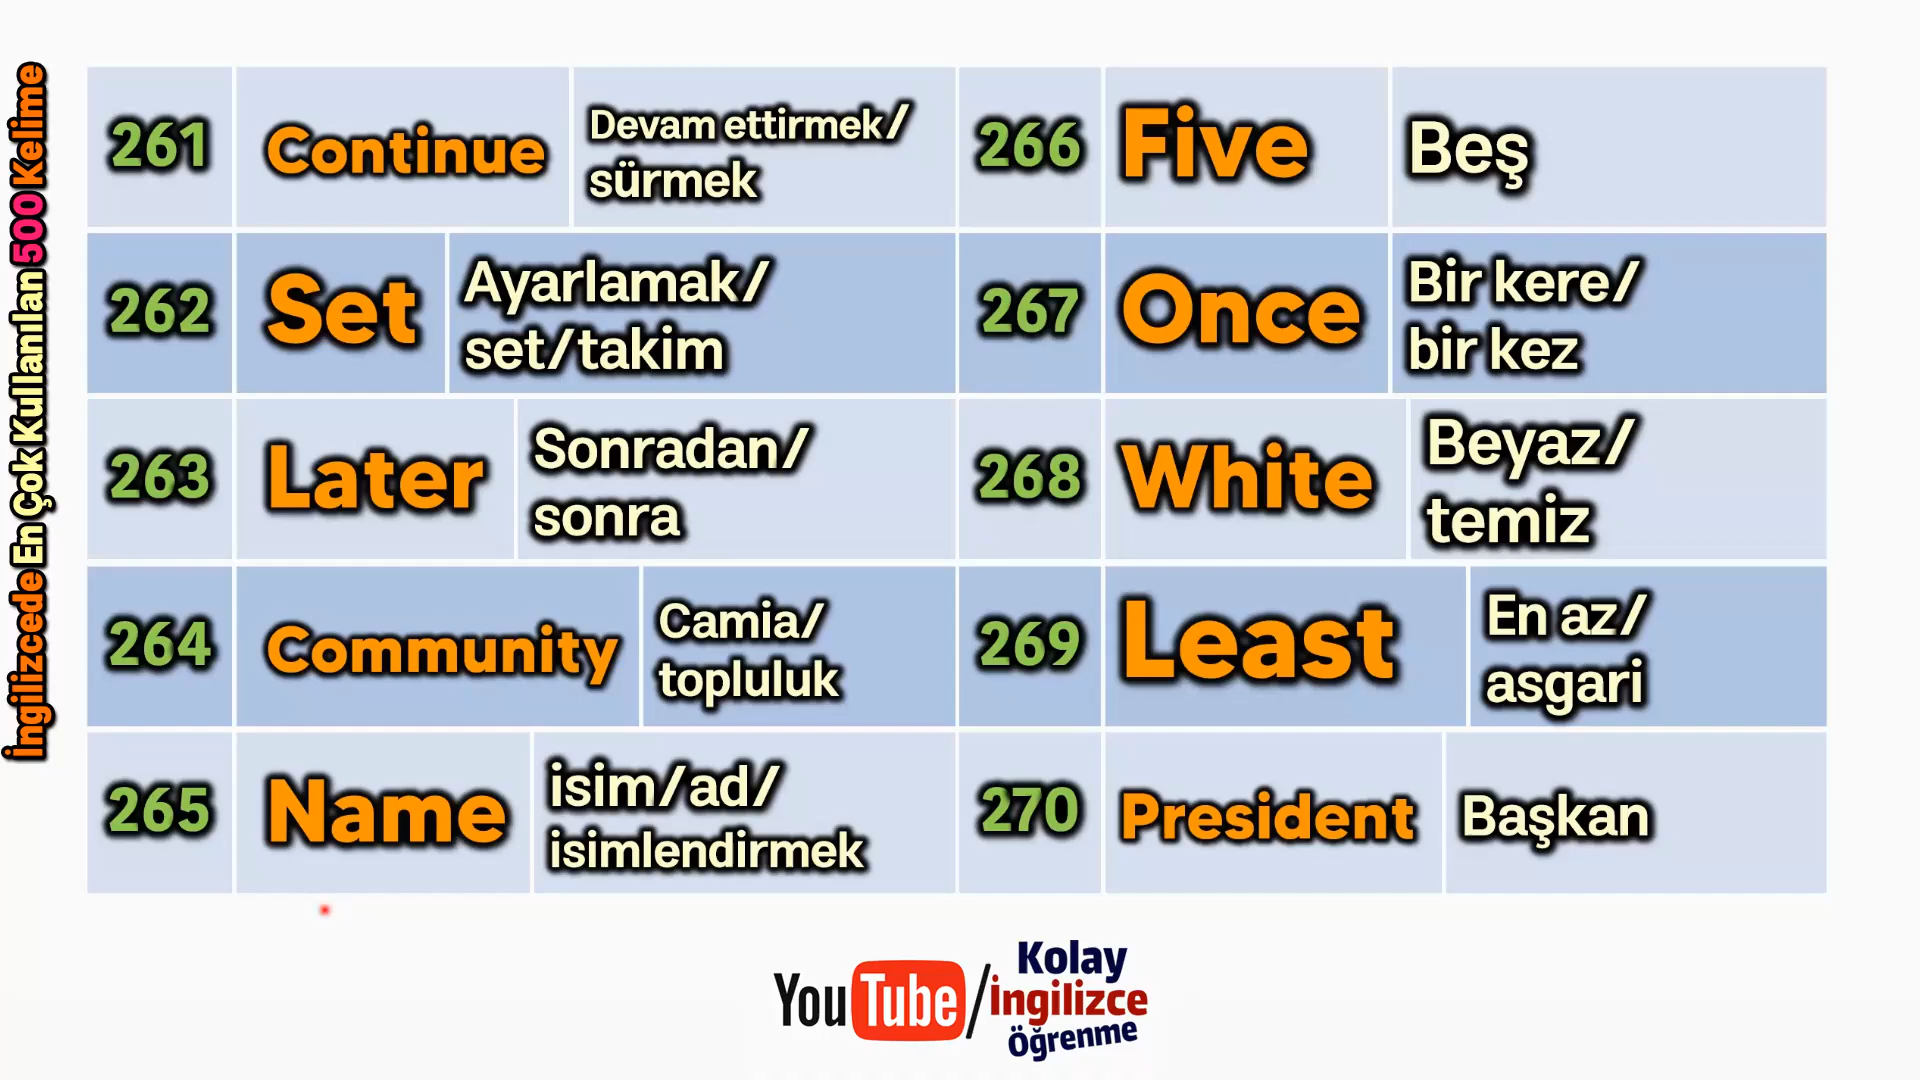 İngilizcede En Çok Kullanılan 500 Kelime
261 Continue Devam ettirmek/
sürmek
262 Set Ayarlamak/
set/takim
263 Later Sonradan/
sonra
264 Community Camia/
topluluk
265 Name isim/ad/
isimlendirmek
266 Five Beş
267 Once Bir kere/
bir kez
268 White Beyaz/
temiz
269 Least En az/
asgari
270 President Başkan
YouTube/Kolay
İngilizce
Öğrenme